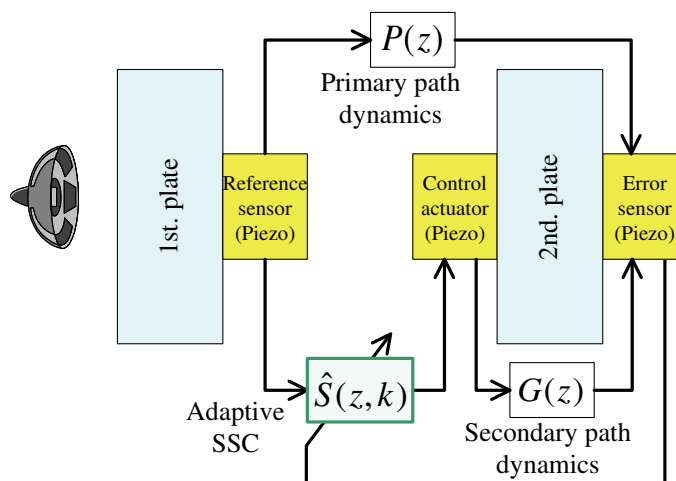 P(z)
Primary path
dynamics
1st. plate
Reference
sensor
(Piezo)
Control
actuator
(Piezo)
2nd. plate
Error
sensor
(Piezo)
Adaptive
SSC
Ŝ(z, k)
G(z)
Secondary path
dynamics